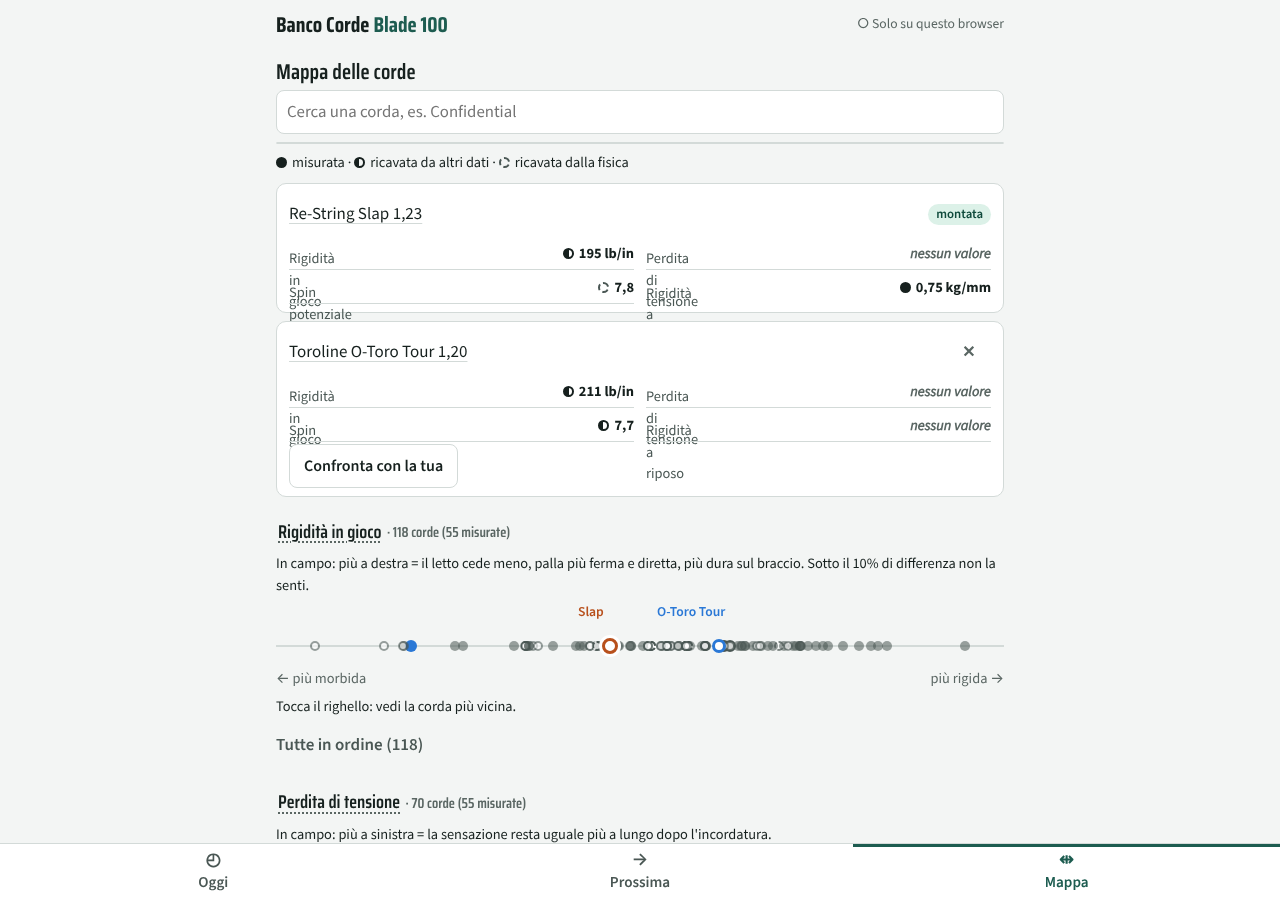 Banco Corde Blade 100
Solo su questo browser
Mappa delle corde
Cerca una corda, es. Confidential
misurata · ricavata da altri dati · ricavata dalla fisica
Re-String Slap 1,23
montata
Rigidità in gioco
195 lb/in
Perdita di tensione
nessun valore
Spin potenziale
7,8
Rigidità a
0,75 kg/mm
Toroline O-Toro Tour 1,20
✕
Rigidità in gioco
211 lb/in
Perdita di tensione
nessun valore
Spin
7,7
Rigidità a riposo
nessun valore
Confronta con la tua
Rigidità in gioco · 118 corde (55 misurate)
In campo: più a destra = il letto cede meno, palla più ferma e diretta, più dura sul braccio. Sotto il 10% di differenza non la
senti.
Slap
O-Toro Tour
← più morbida
più rigida →
Tocca il righello: vedi la corda più vicina.
Tutte in ordine (118)
Perdita di tensione · 70 corde (55 misurate)
In campo: più a sinistra = la sensazione resta uguale più a lungo dopo l'incordatura.
Oggi
Prossima
Mappa